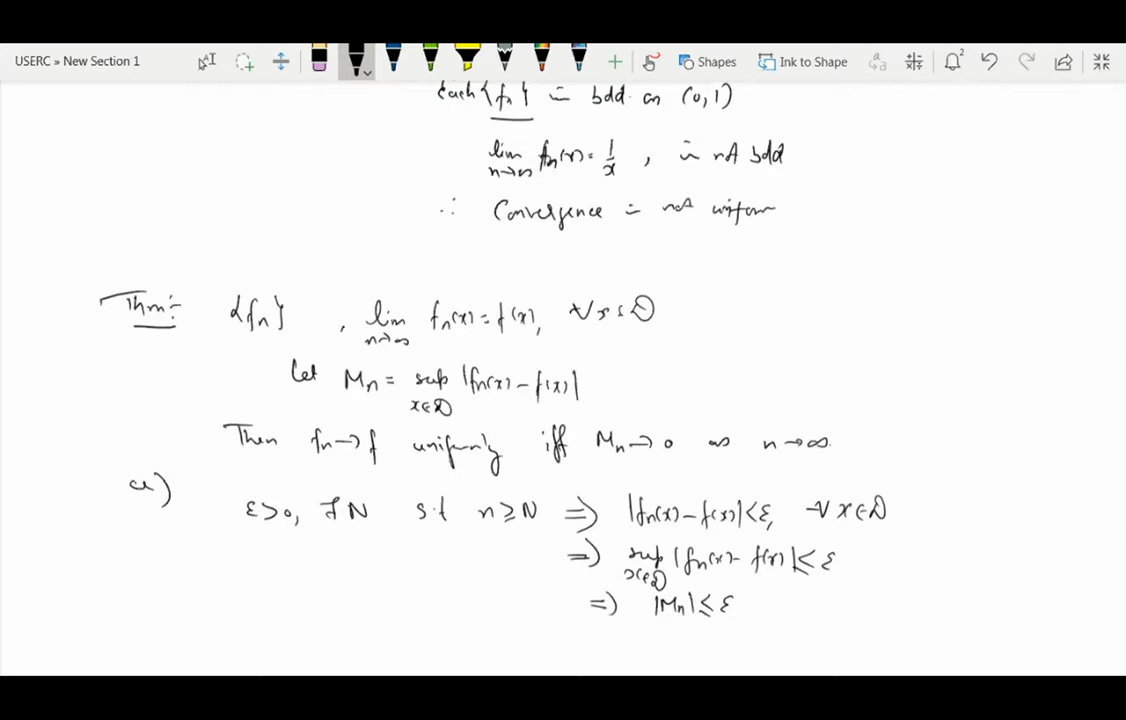 USERC » New Section 1
Shapes
Ink to Shape
2
Each {fn} is bdd on (0,1)
lim n→∞ fn(x) = 1/x , is not bdd
∴ Convergence is not uniform
Thm:- {fn} , lim n→∞ fn(x) = f(x), ∀ x ∈ D
Let Mn = sup x∈D |fn(x) - f(x)|
Then fn → f uniformly iff Mn → 0 as n → ∞.
ε>0, ∃ N s.t n ≥ N ⇒ |fn(x) - f(x)| < ε, ∀ x ∈ D
⇒ sup x∈D |fn(x) - f(x)| ≤ ε
⇒ |Mn| ≤ ε